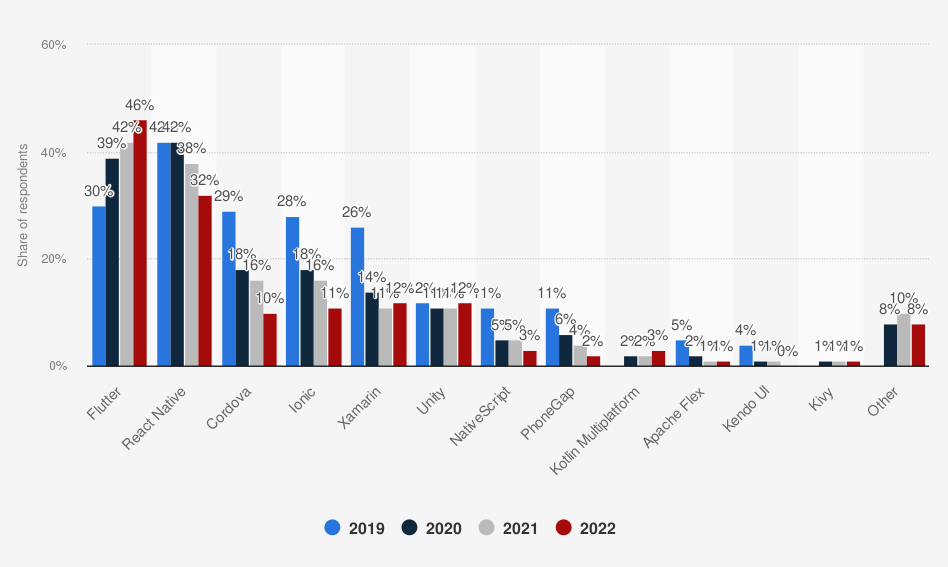 60%
40%
20%
0%
Share of respondents
30% 39% 42% 46%
42% 42% 38% 32%
29% 18% 16% 10%
28% 18% 16% 11%
26% 14% 11% 12%
12% 11% 11% 12%
11% 5% 5% 3%
11% 6% 4% 2%
2% 2% 3%
5% 2% 1% 1%
4% 1% 1% 0%
1% 1% 1%
8% 10% 8%
Flutter
React Native
Cordova
Ionic
Xamarin
Unity
NativeScript
PhoneGap
Kotlin Multiplatform
Apache Flex
Kendo UI
Kivy
Other
2019 2020 2021 2022